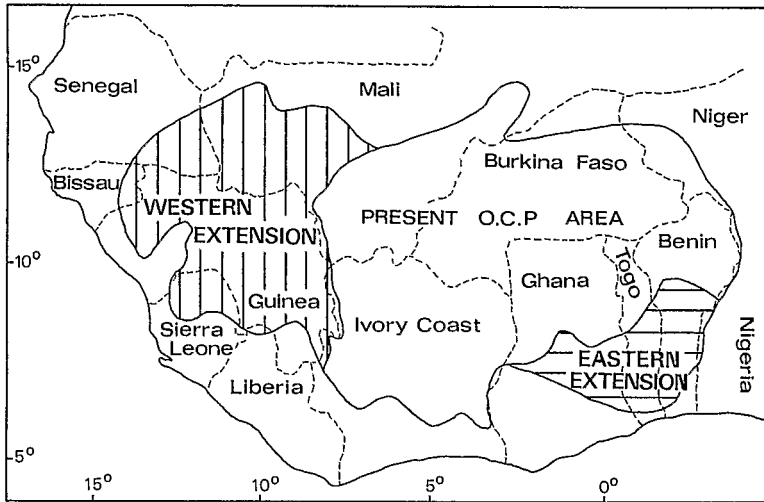 15°
Senegal
Mali
Niger
Bissau
Burkina Faso
WESTERN
EXTENSION
PRESENT O.C.P AREA
Benin
10°
Togo
Ghana
Guinea
Ivory Coast
Sierra
Leone
Liberia
EASTERN
EXTENSION
Nigeria
5°
15°
10°
5°
0°